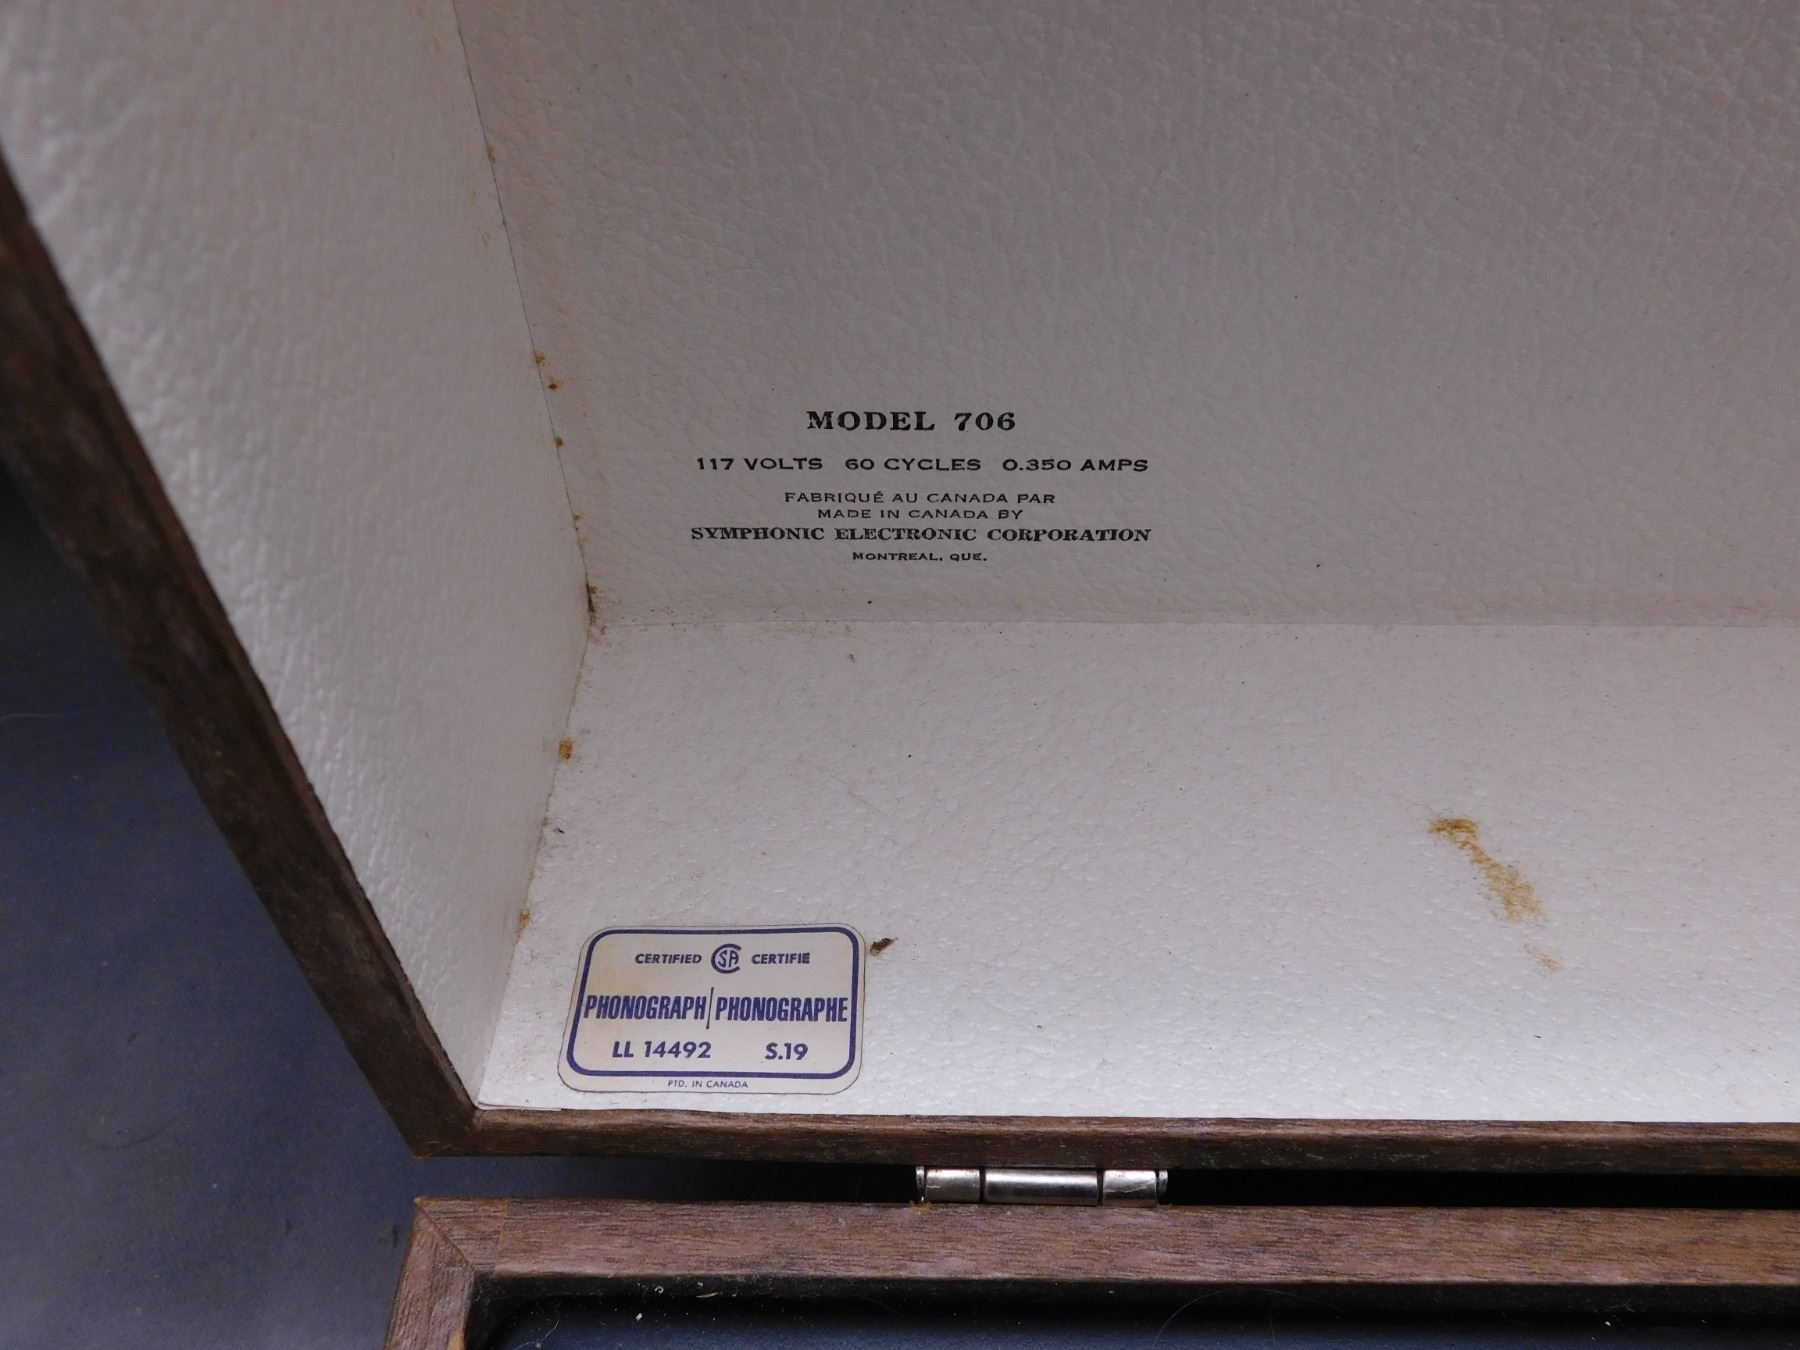 MODEL 706
117 VOLTS 60 CYCLES 0.350 AMPS
FABRIQUÉ AU CANADA PAR
MADE IN CANADA BY
SYMPHONIC ELECTRONIC CORPORATION
MONTREAL, QUE.
CERTIFIED CSA CERTIFIE
PHONOGRAPH | PHONOGRAPHE
LL 14492 S.19
PTD. IN CANADA